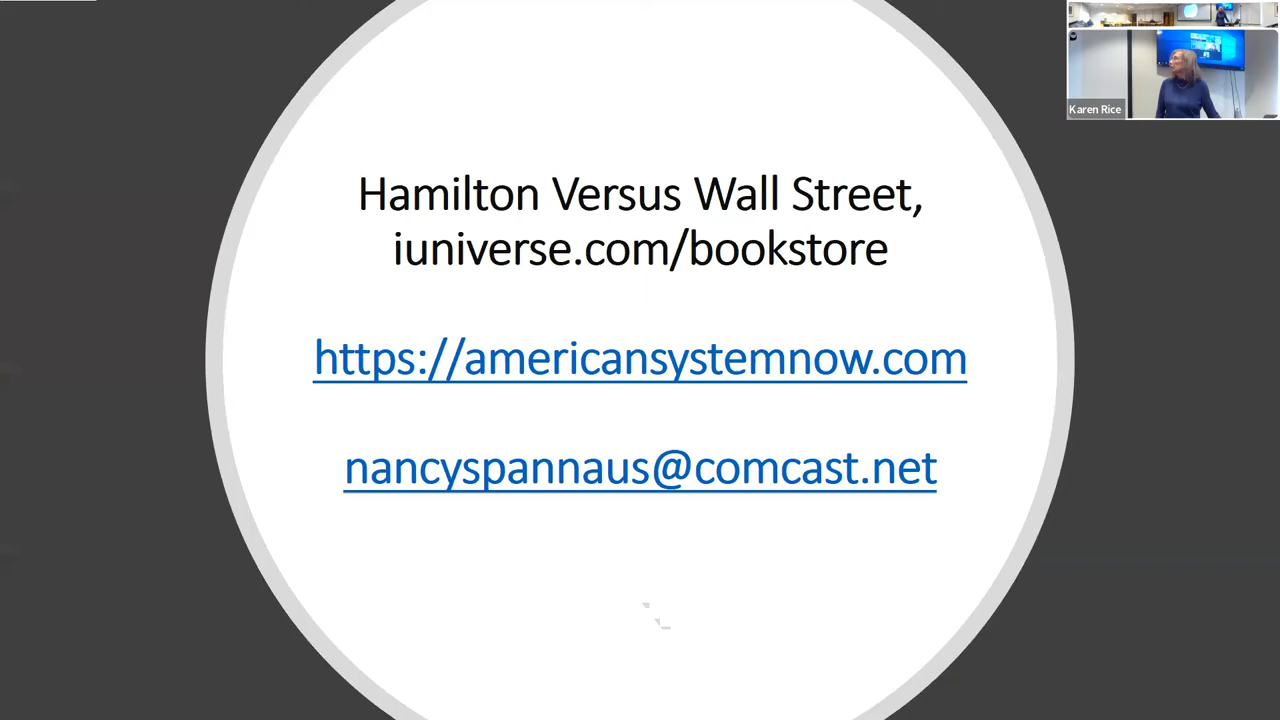 Karen Rice
Hamilton Versus Wall Street,
iuniverse.com/bookstore
https://americansystemnow.com
nancyspannaus@comcast.net